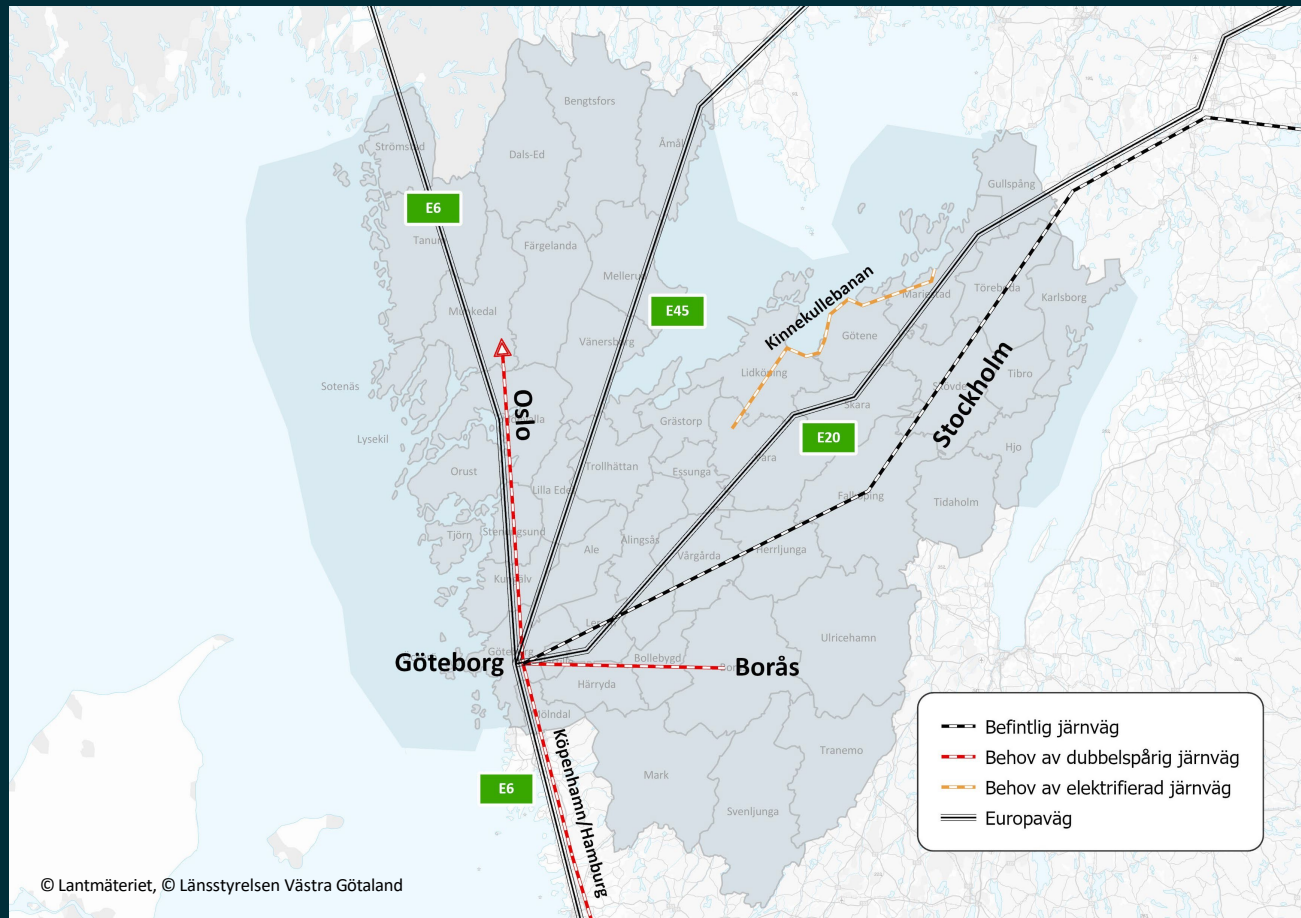 Bengtsfors
Strömstad
Dals-Ed
Åmål
Gullspång
E6
Tanum
Färgelanda
Mellerud
Kinnekullebanan
Mariestad
Töreboda
Karlsborg
E45
Munkedal
Vänersborg
Götene
Lidköping
Stockholm
Tibro
Sotenäs
Oslo
Skövde
Skara
Lysekil
Grästorp
E20
Hjo
Vara
Orust
Trollhättan
Essunga
Lilla Edet
Falköping
Tidaholm
Tjörn
Stenungsund
Ale
Alingsås
Vårgårda
Herrljunga
Kungälv
Lerum
Ulricehamn
Göteborg
Göteborg
Bollebygd
Borås
Härryda
Mölndal
Köpenhamn/Hamburg
Tranemo
E6
Mark
Svenljunga
Befintlig järnväg
Behov av dubbelspårig järnväg
Behov av elektrifierad järnväg
Europaväg
© Lantmäteriet, © Länsstyrelsen Västra Götaland